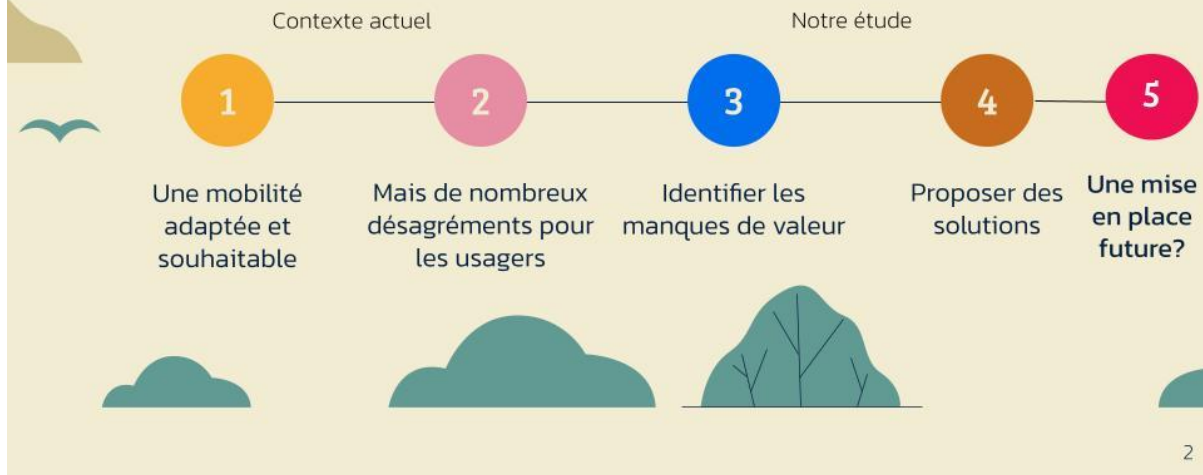 Contexte actuel
Notre étude
1
2
3
4
5
Une mobilité
adaptée et
souhaitable
Mais de nombreux
désagréments pour
les usagers
Identifier les
manques de valeur
Proposer des
solutions
Une mise
en place
future?
2